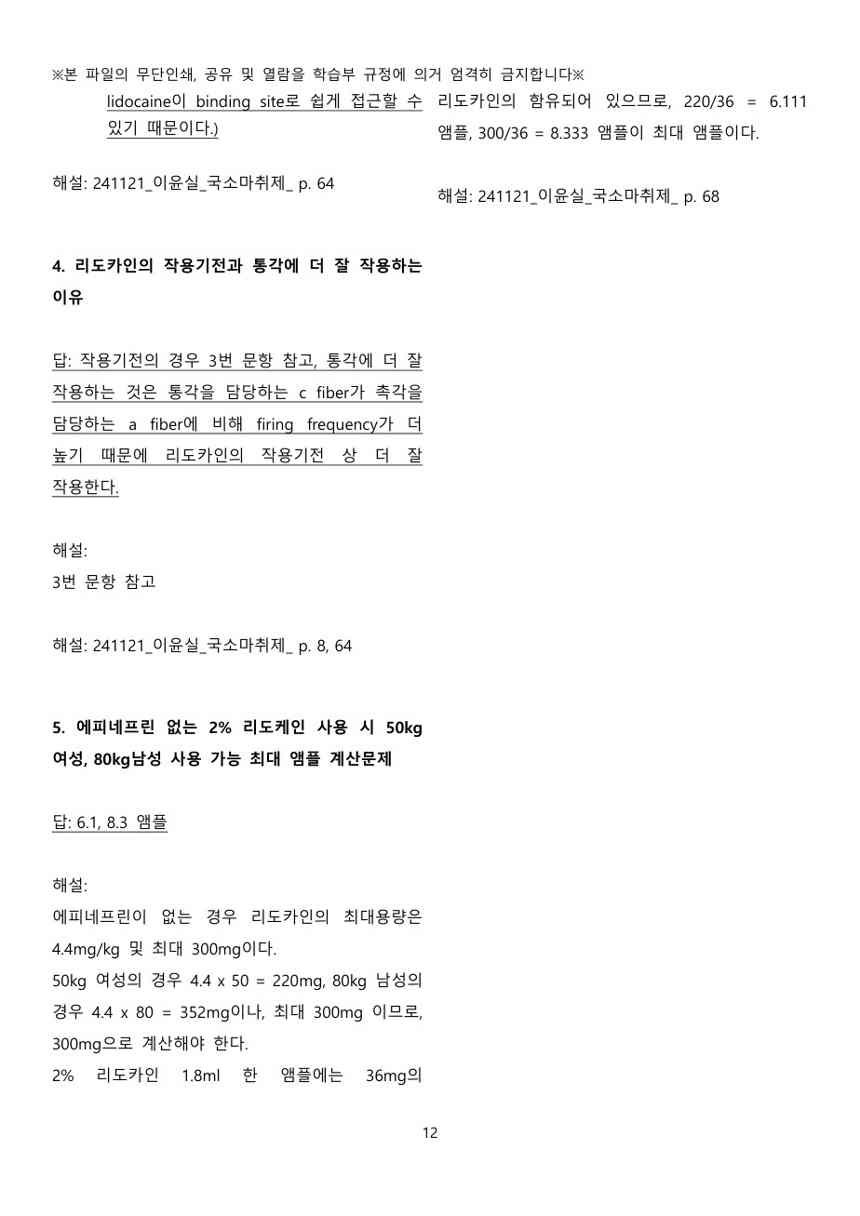 ※본 파일의 무단인쇄, 공유 및 열람을 학습부 규정에 의거 엄격히 금지합니다※
lidocaine이 binding site로 쉽게 접근할 수
있기 때문이다.)
해설: 241121_이윤실_국소마취제_ p. 64
4. 리도카인의 작용기전과 통각에 더 잘 작용하는
이유
답: 작용기전의 경우 3번 문항 참고, 통각에 더 잘
작용하는 것은 통각을 담당하는 c fiber가 촉각을
담당하는 a fiber에 비해 firing frequency가 더
높기 때문에 리도카인의 작용기전 상 더 잘
작용한다.
해설:
3번 문항 참고
해설: 241121_이윤실_국소마취제_ p. 8, 64
5. 에피네프린 없는 2% 리도케인 사용 시 50kg
여성, 80kg남성 사용 가능 최대 앰플 계산문제
답: 6.1, 8.3 앰플
해설:
에피네프린이 없는 경우 리도카인의 최대용량은
4.4mg/kg 및 최대 300mg이다.
50kg 여성의 경우 4.4 x 50 = 220mg, 80kg 남성의
경우 4.4 x 80 = 352mg이나, 최대 300mg 이므로,
300mg으로 계산해야 한다.
2% 리도카인 1.8ml 한 앰플에는 36mg의
리도카인의 함유되어 있으므로, 220/36 = 6.111
앰플, 300/36 = 8.333 앰플이 최대 앰플이다.
해설: 241121_이윤실_국소마취제_ p. 68
12